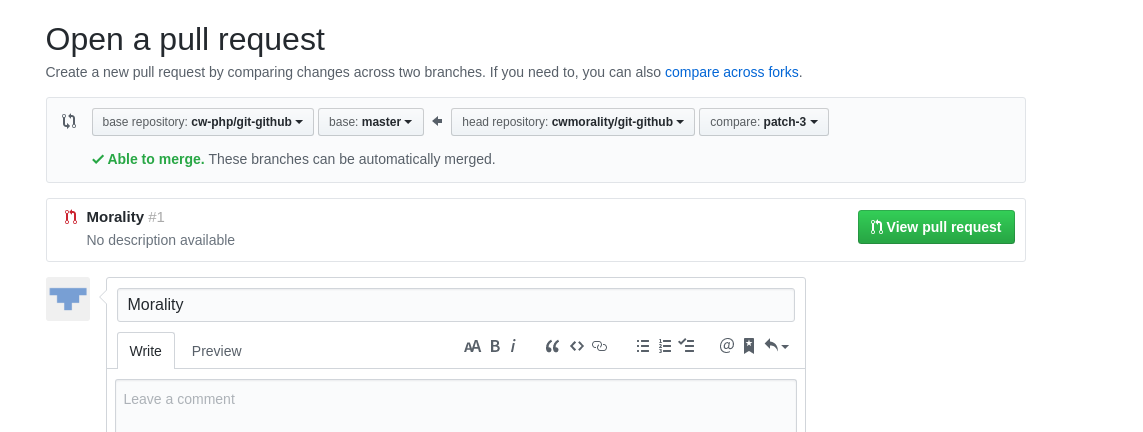 Open a pull request
Create a new pull request by comparing changes across two branches. If you need to, you can also compare across forks.
base repository: cw-php/git-github base: master head repository: cwmorality/git-github compare: patch-3
Able to merge. These branches can be automatically merged.
Morality #1
View pull request
No description available
Morality
Write Preview AA B i @
Leave a comment